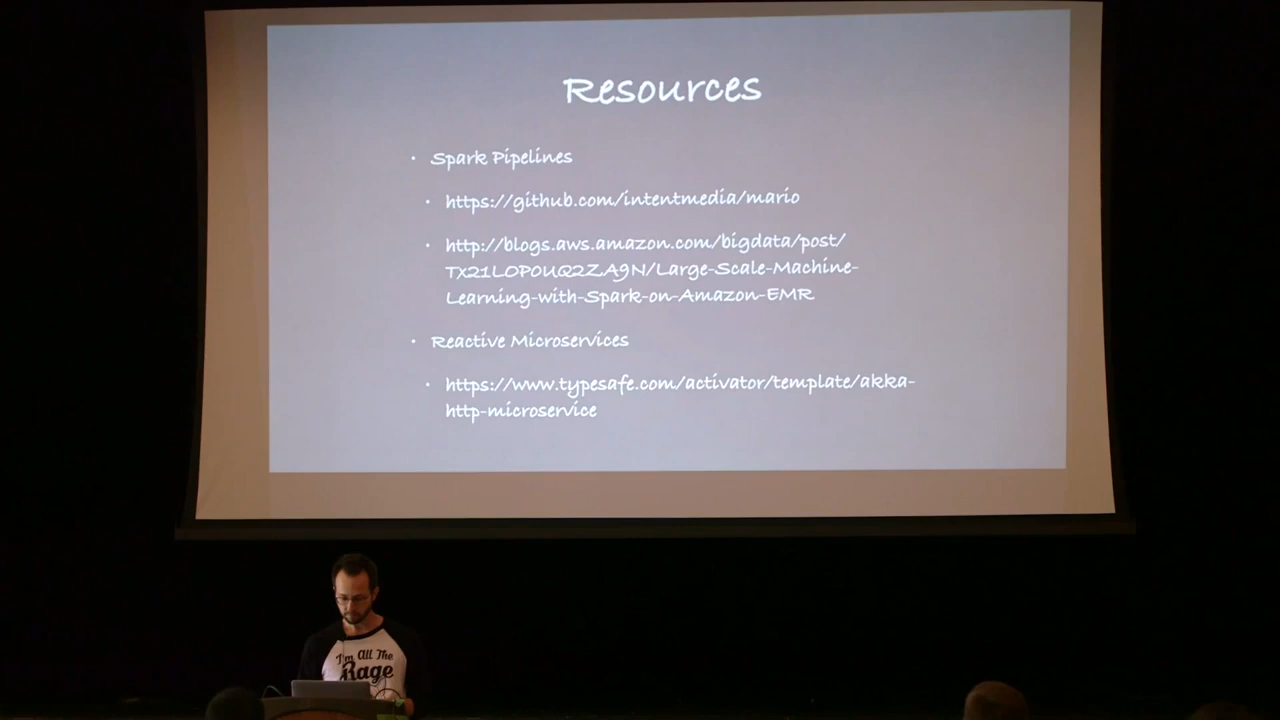 Resources
• Spark Pipelines
• https://github.com/intentmedia/mario
• http://blogs.aws.amazon.com/bigdata/post/
Tx21LOP0UQ2ZA9N/Large-Scale-Machine-
Learning-with-Spark-on-Amazon-EMR
• Reactive Microservices
• https://www.typesafe.com/activator/template/akka-
http-microservice
I'm All The
Rage